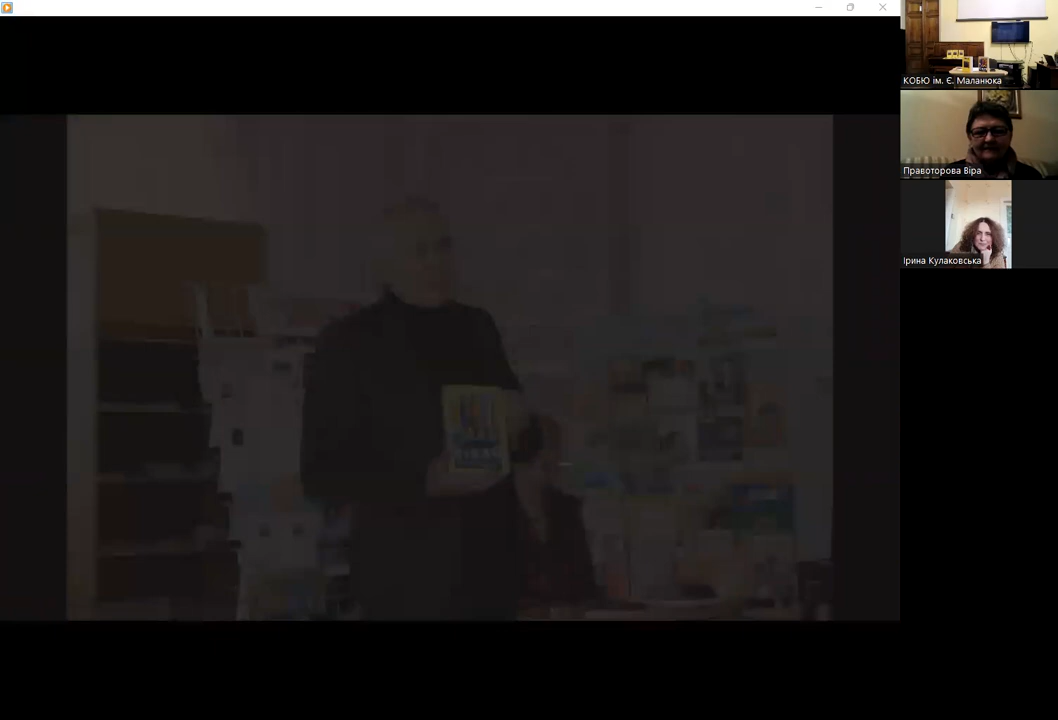 КОБЮ ім. Є. Маланюка
Правоторова Віра
Ірина Кулаковська